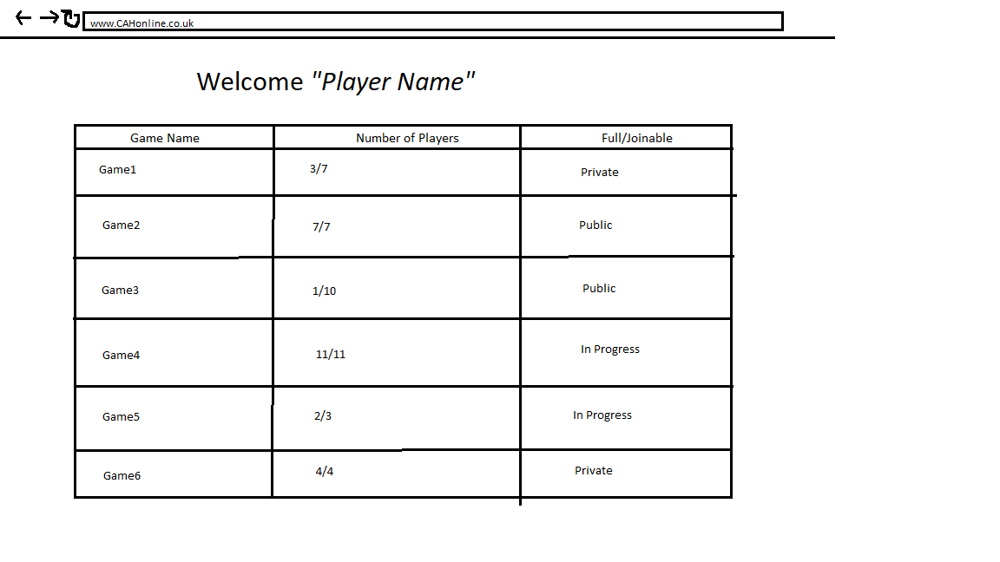 www.CAHonline.co.uk
Welcome "Player Name"
Game Name Number of Players Full/Joinable
Game1 3/7 Private
Game2 7/7 Public
Game3 1/10 Public
Game4 11/11 In Progress
Game5 2/3 In Progress
Game6 4/4 Private